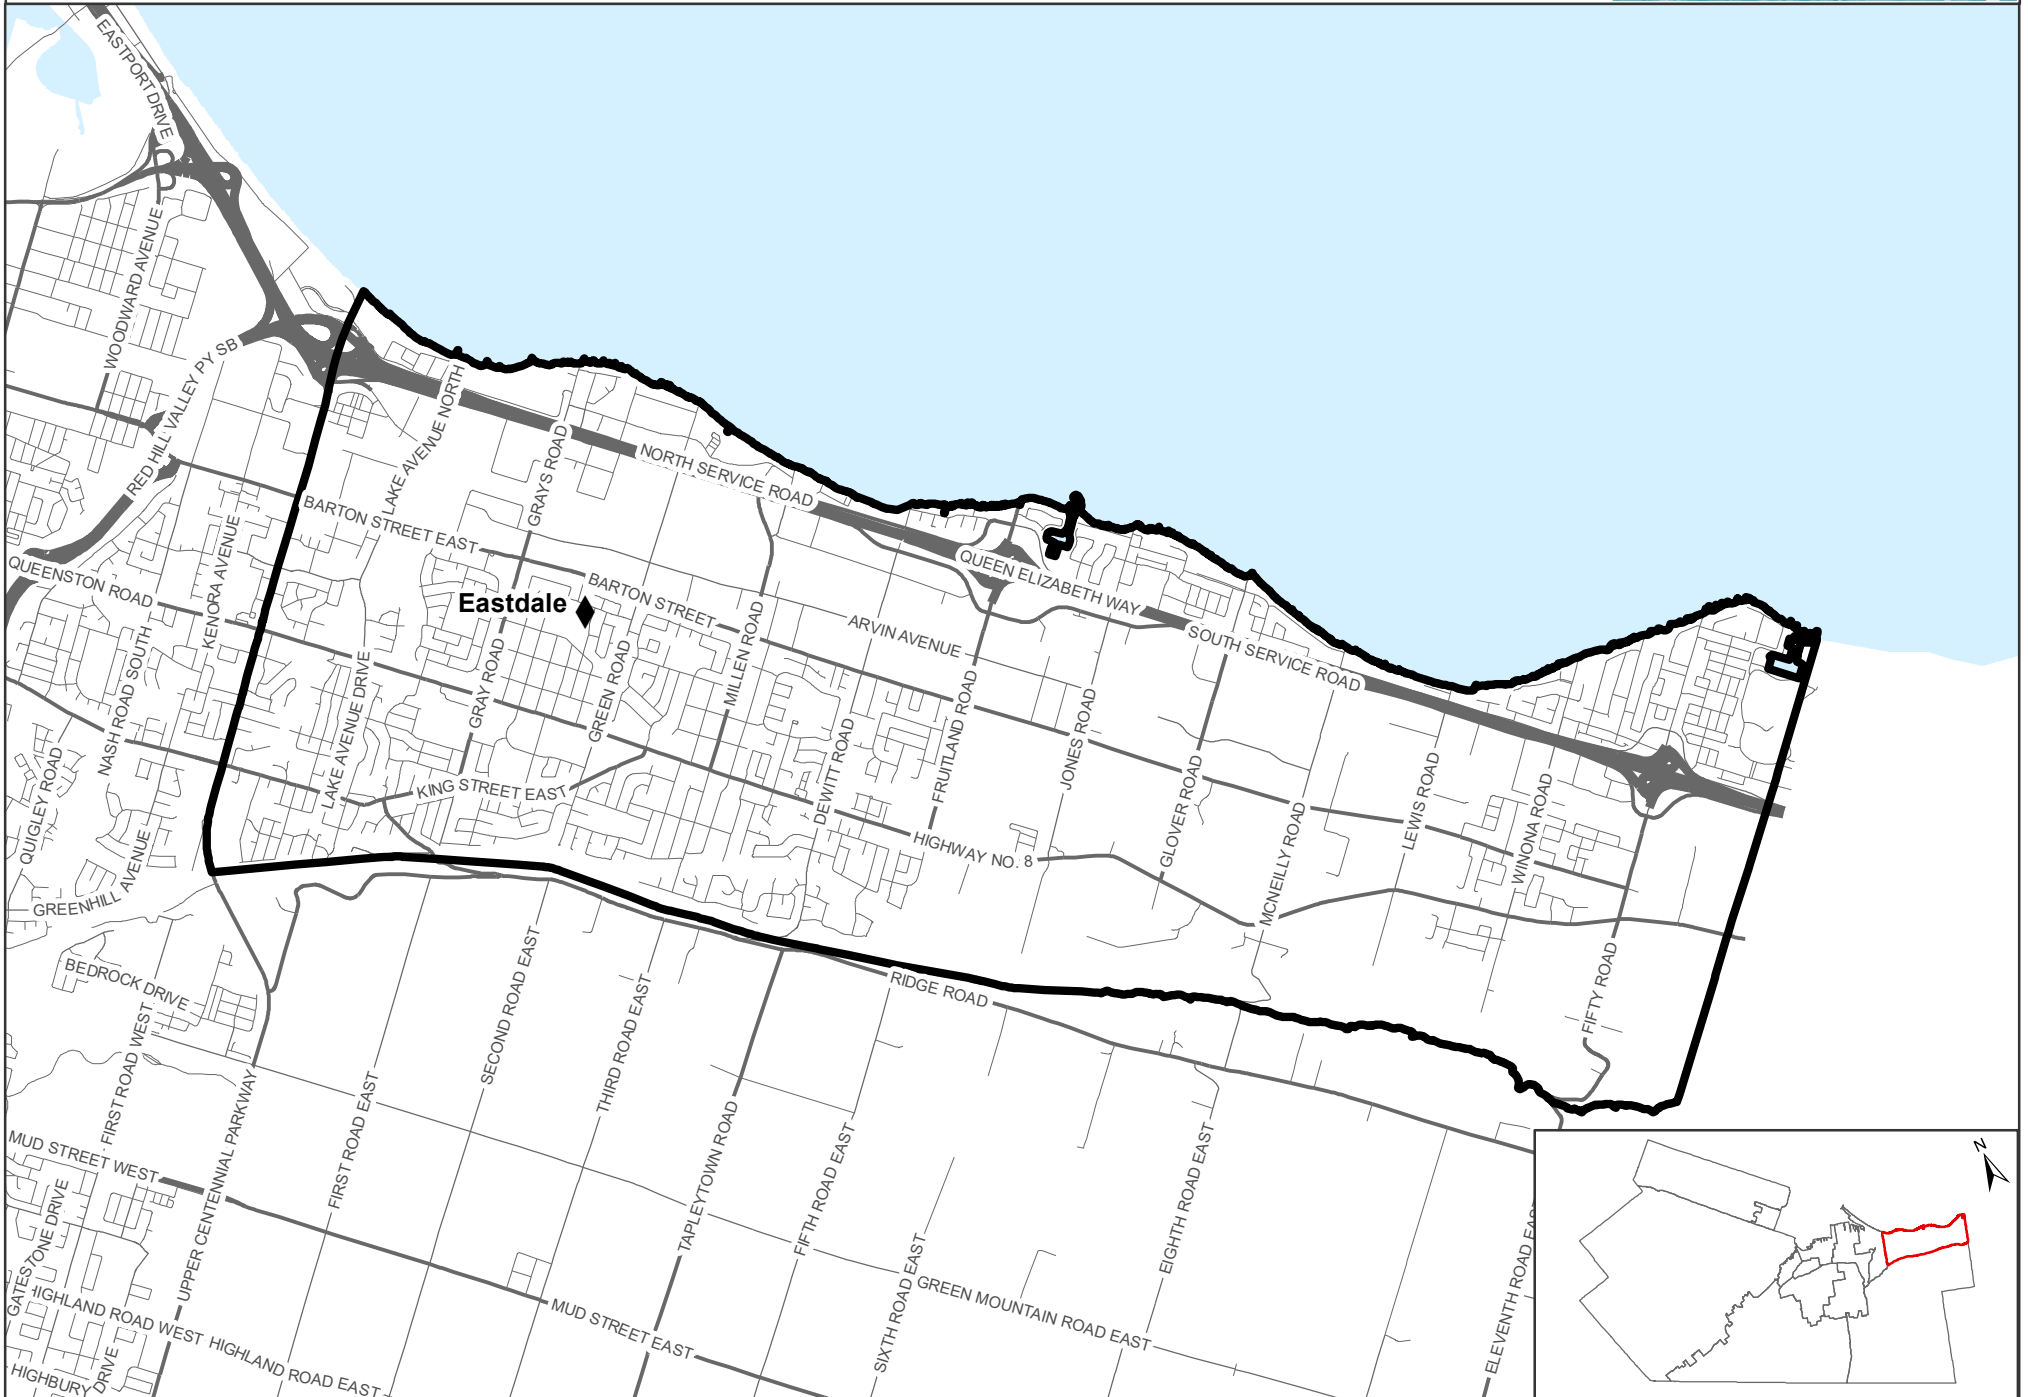 EASTPORT DRIVE
WOODWARD AVENUE
RED HILL VALLEY PY SB
LAKE AVENUE NORTH
GRAYS ROAD
NORTH SERVICE ROAD
BARTON STREET EAST
KENORA AVENUE
QUEENSTON ROAD
QUEEN ELIZABETH WAY
Eastdale
BARTON STREET
ARVIN AVENUE
MILLEN ROAD
SOUTH SERVICE ROAD
NASH ROAD SOUTH
LAKE AVENUE DRIVE
GRAY ROAD
GREEN ROAD
FRUITLAND ROAD
JONES ROAD
DEWITT ROAD
GLOVER ROAD
LEWIS ROAD
WINONA ROAD
KING STREET EAST
HIGHWAY NO. 8
MCNEILLY ROAD
QUIGLEY ROAD
GREENHILL AVENUE
BEDROCK DRIVE
RIDGE ROAD
FIFTY ROAD
SECOND ROAD EAST
THIRD ROAD EAST
FIRST ROAD WEST
FIRST ROAD EAST
UPPER CENTENNIAL PARKWAY
TAPLEYTOWN ROAD
FIFTH ROAD EAST
EIGHTH ROAD EAST
MUD STREET WEST
GATESTONE DRIVE
SIXTH ROAD EAST
ELEVENTH ROAD EAST
GREEN MOUNTAIN ROAD EAST
MUD STREET EAST
HIGHLAND ROAD WEST
HIGHLAND ROAD EAST
HIGHBURY DRIVE
N